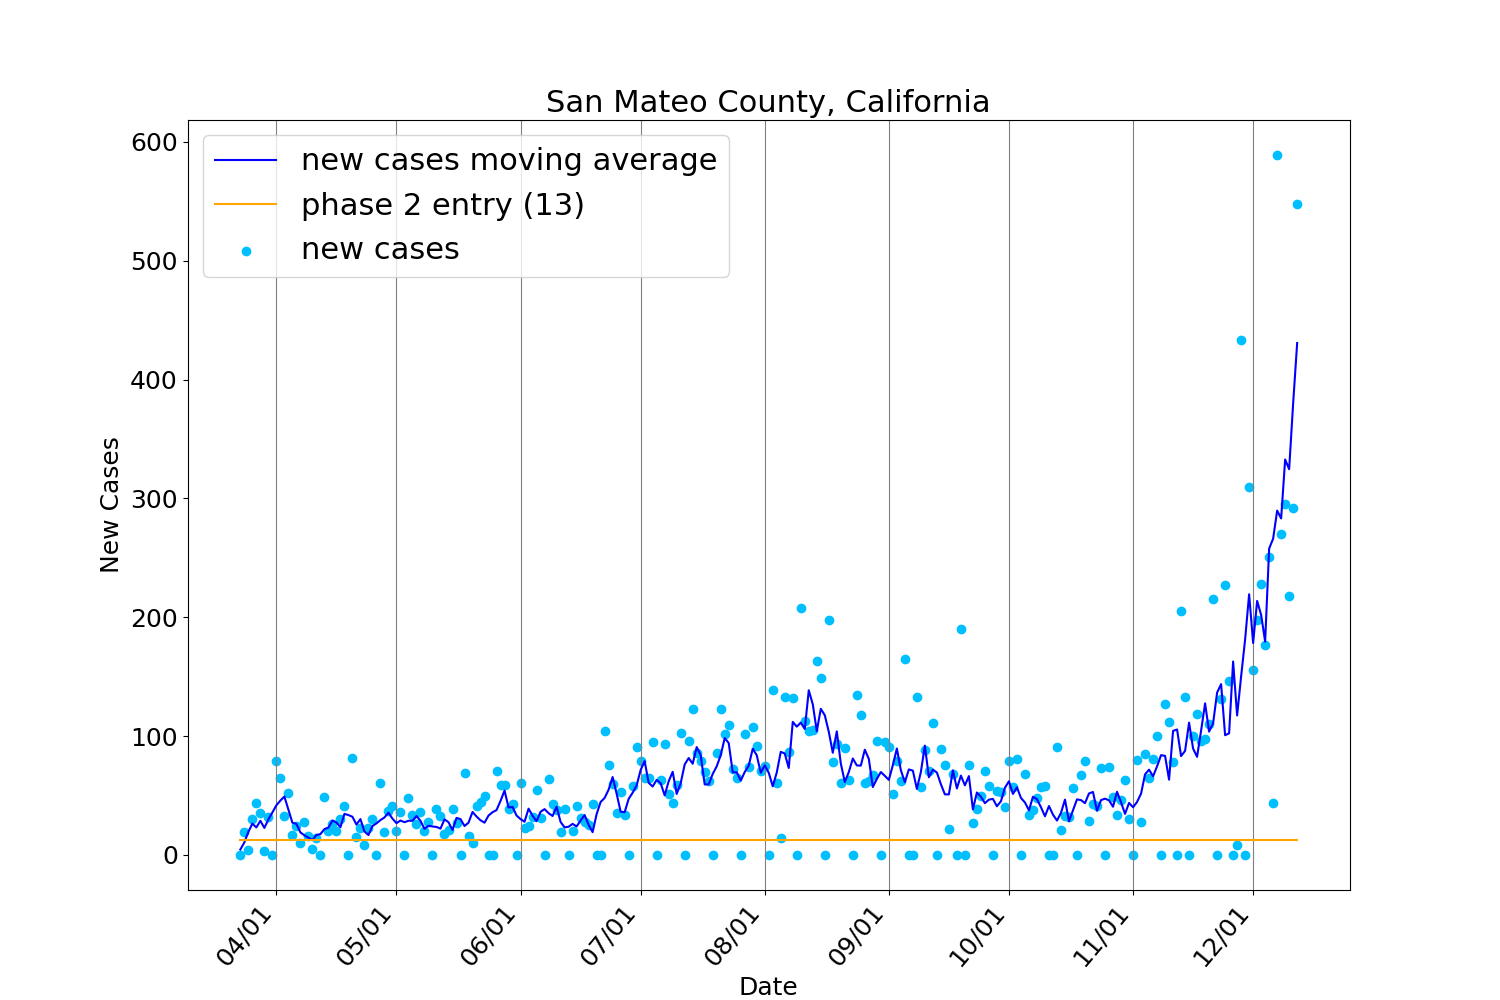 San Mateo County, California
new cases moving average
phase 2 entry (13)
new cases
600
500
400
300
200
100
0
New Cases
04/01
05/01
06/01
07/01
08/01
09/01
10/01
11/01
12/01
Date